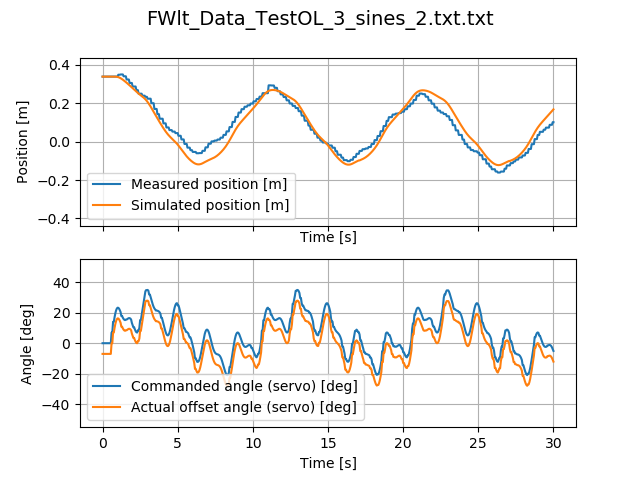 FWlt_Data_TestOL_3_sines_2.txt.txt
Position [m]
0.4
0.2
0.0
−0.2
−0.4
Measured position [m]
Simulated position [m]
Time [s]
Angle [deg]
40
20
0
−20
−40
Commanded angle (servo) [deg]
Actual offset angle (servo) [deg]
0 5 10 15 20 25 30
Time [s]